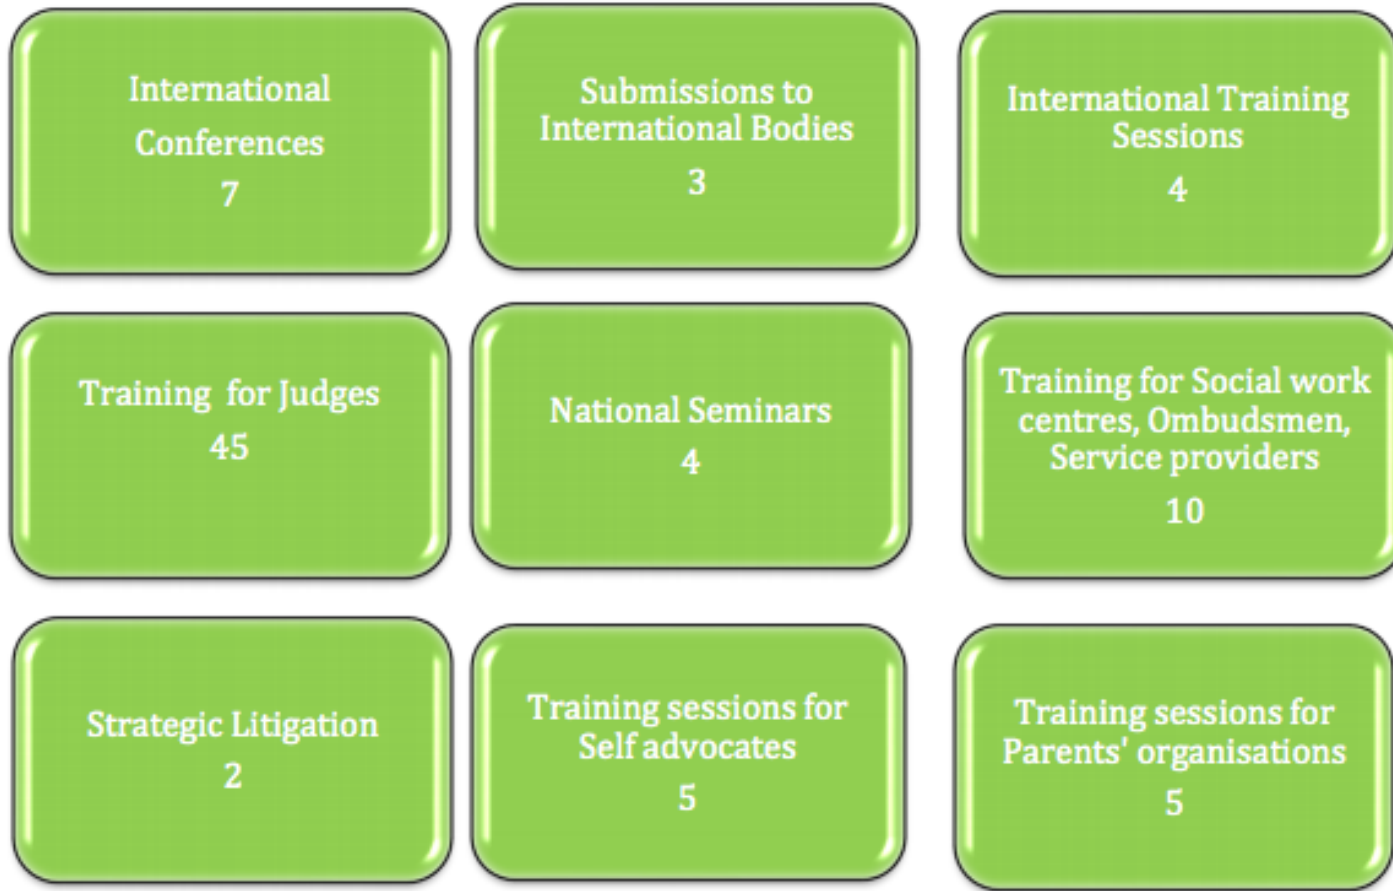 International
Conferences
7
Submissions to
International Bodies
3
International Training
Sessions
4
Training for Judges
45
National Seminars
4
Training for Social work
centres, Ombudsmen,
Service providers
10
Strategic Litigation
2
Training sessions for
Self advocates
5
Training sessions for
Parents' organisations
5